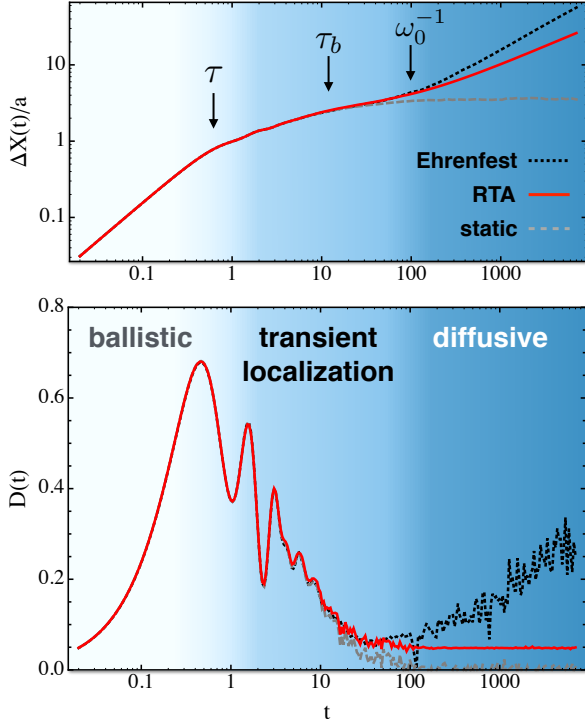 10
1
0.1
ΔX(t)/a
τ
τ_b
ω_0^{-1}
Ehrenfest
RTA
static
0.1 1 10 100 1000
0.8
0.6
0.4
0.2
0.0
D(t)
ballistic
transient
localization
diffusive
0.1 1 10 100 1000
t